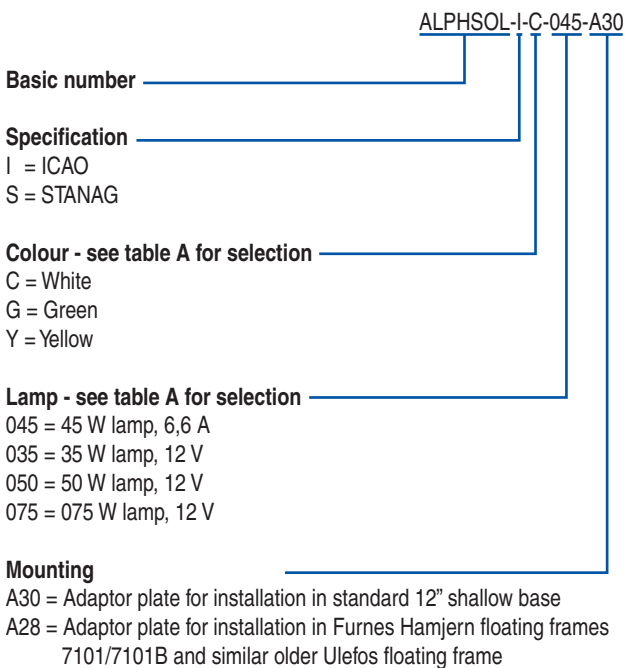 ALPHSOL-I-C-045-A30
Basic number
Specification
I = ICAO
S = STANAG
Colour - see table A for selection
C = White
G = Green
Y = Yellow
Lamp - see table A for selection
045 = 45 W lamp, 6,6 A
035 = 35 W lamp, 12 V
050 = 50 W lamp, 12 V
075 = 075 W lamp, 12 V
Mounting
A30 = Adaptor plate for installation in standard 12” shallow base
A28 = Adaptor plate for installation in Furnes Hamjern floating frames
7101/7101B and similar older Ulefos floating frame